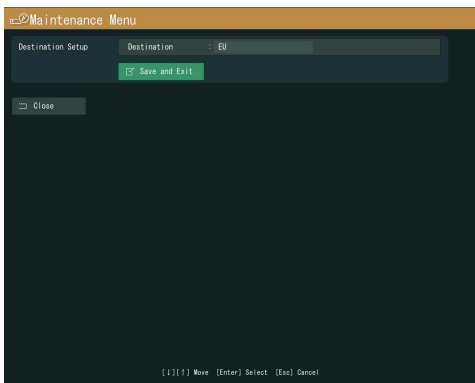 Maintenance Menu
Destination Setup
Destination : EU
Save and Exit
Close
[↓][↑] Move [Enter] Select [Esc] Cancel